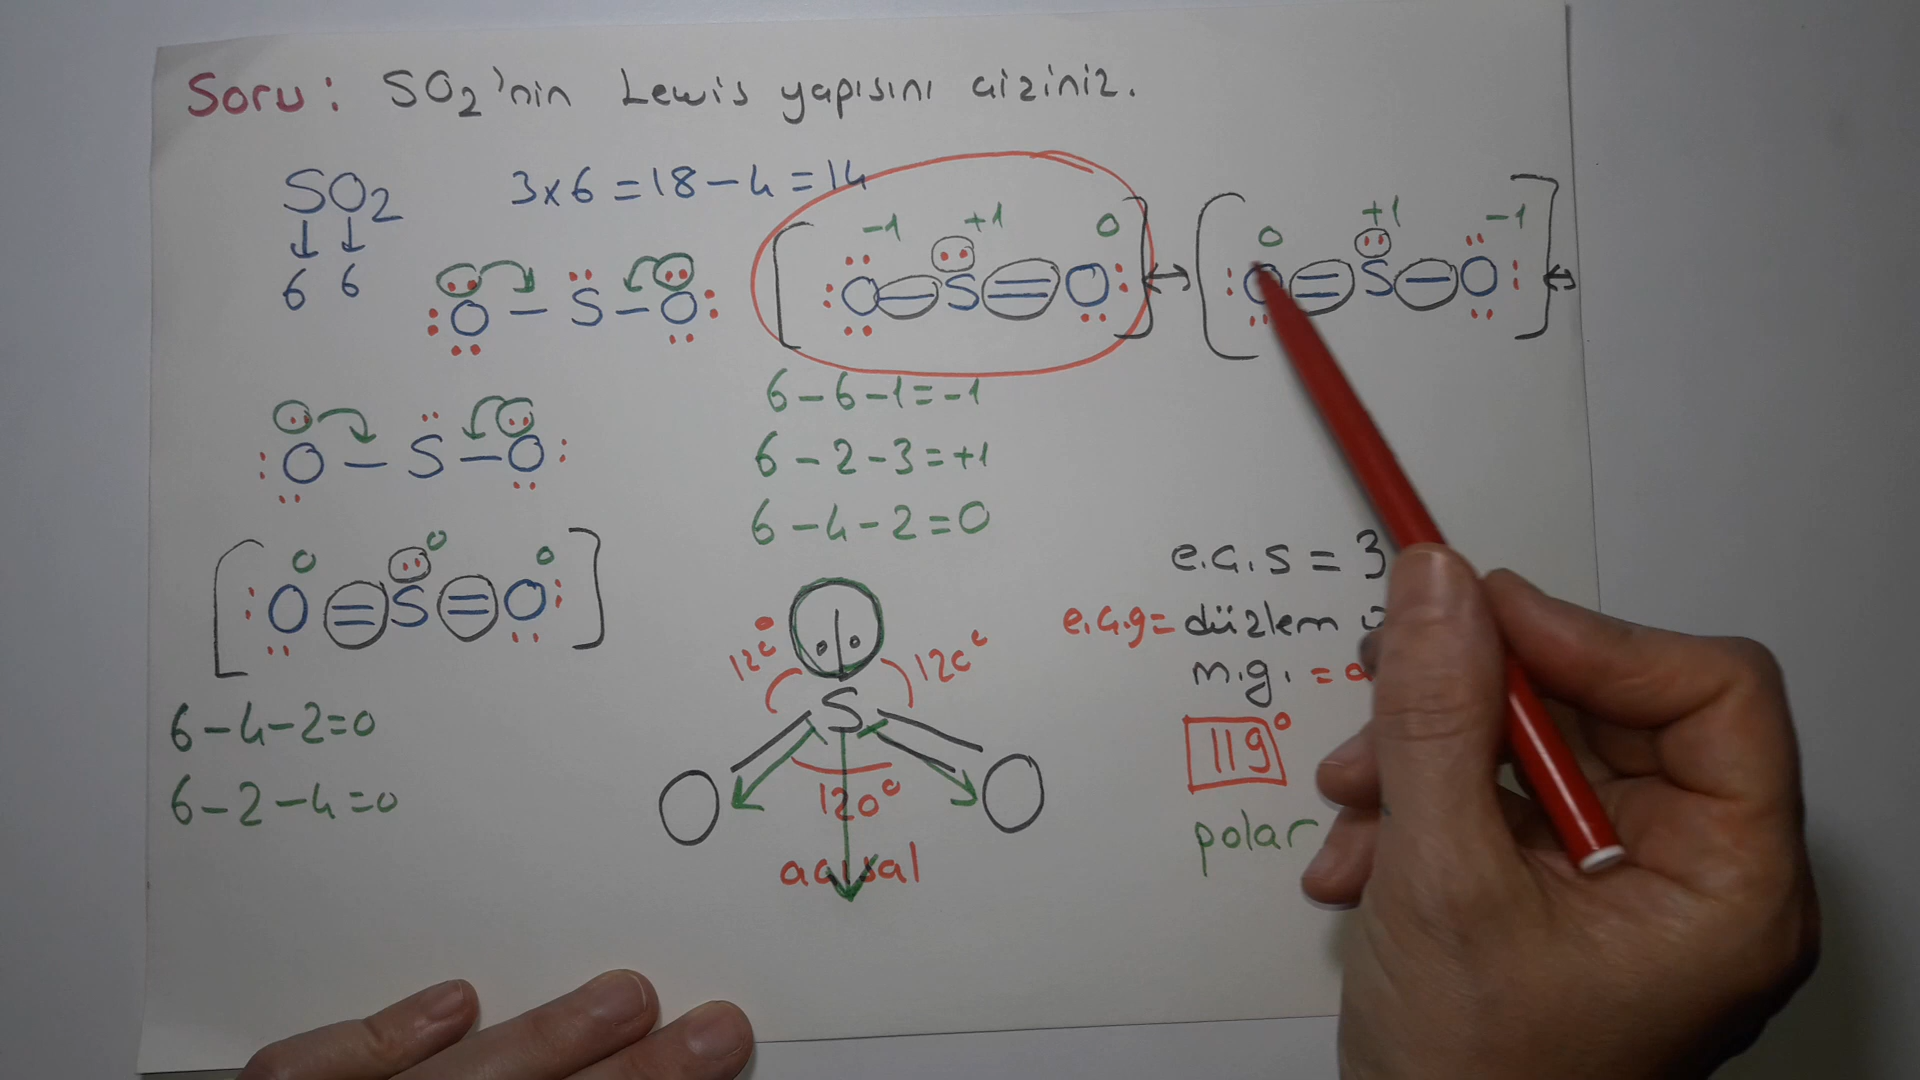 Soru: SO₂'nin Lewis yapısını çiziniz.
SO₂
6 6
3x6=18-4=14
O - S - O
-1 +1 0
[O - S = O] ↔
0 +1 -1
[O = S - O] ↔
O - S - O
0 0 0
[O = S = O]
6-4-2=0
6-2-4=0
6-6-1=-1
6-2-3=+1
6-4-2=0
S
120° 120°
120°
O O
açısal
e.ç.s = 3
e.ç.g = düzlem
m.g. =
119°
polar